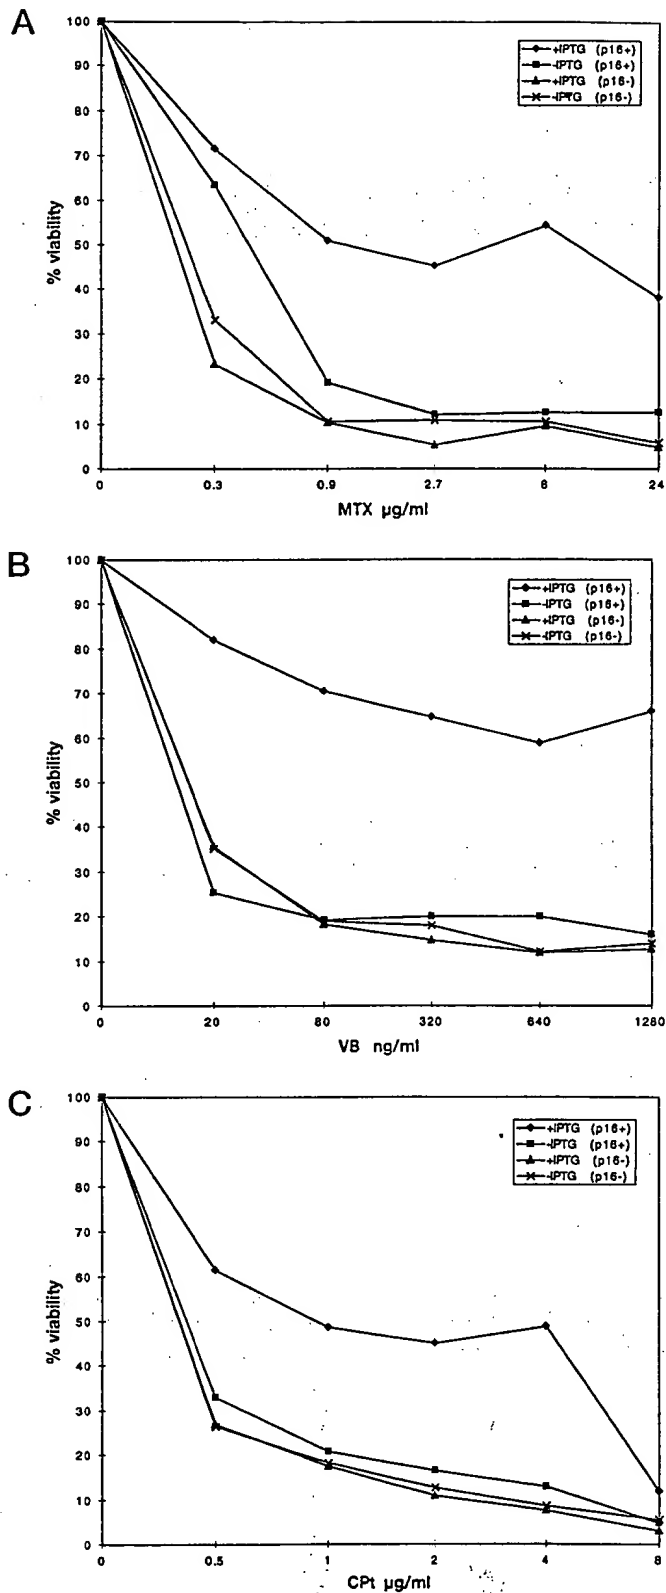 A
100
90
80
70
60
50
40
30
20
10
0
% viability
+IPTG (p16+)
-IPTG (p16+)
+IPTG (p16-)
-IPTG (p16-)
0 0.3 0.9 2.7 8 24
MTX µg/ml
B
100
90
80
70
60
50
40
30
20
10
0
% viability
+IPTG (p16+)
-IPTG (p16+)
+IPTG (p16-)
-IPTG (p16-)
0 20 80 320 640 1280
VB ng/ml
C
100
90
80
70
60
50
40
30
20
10
0
% viability
+IPTG (p16+)
-IPTG (p16+)
+IPTG (p16-)
-IPTG (p16-)
0 0.5 1 2 4 8
CPt µg/ml